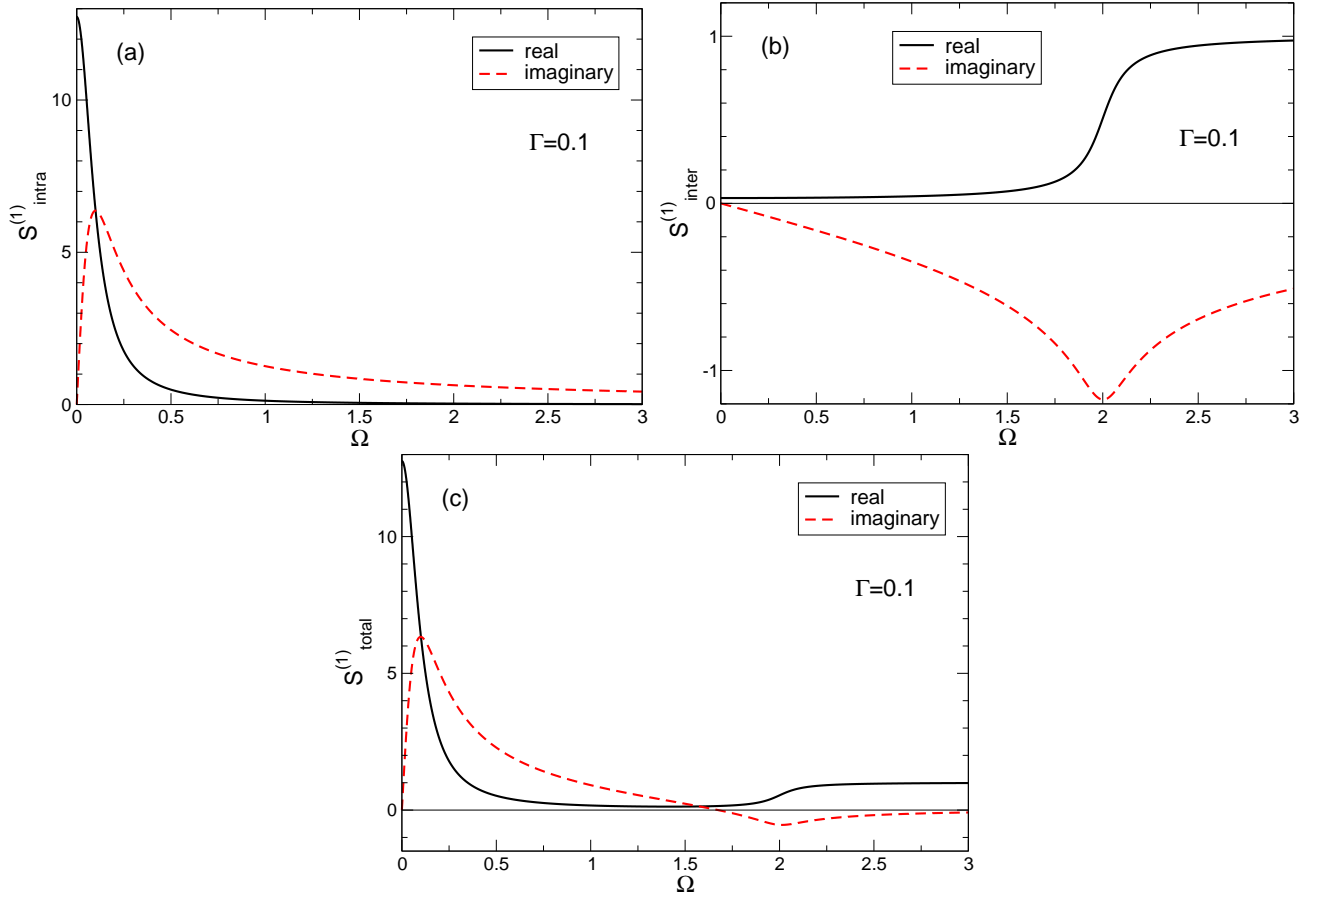 (a)
real
imaginary
Γ=0.1
S(1)intra
10
5
0
0 0.5 1 1.5 2 2.5 3
Ω
(b)
real
imaginary
Γ=0.1
S(1)inter
1
0
-1
0 0.5 1 1.5 2 2.5 3
Ω
(c)
real
imaginary
Γ=0.1
S(1)total
10
5
0
0 0.5 1 1.5 2 2.5 3
Ω